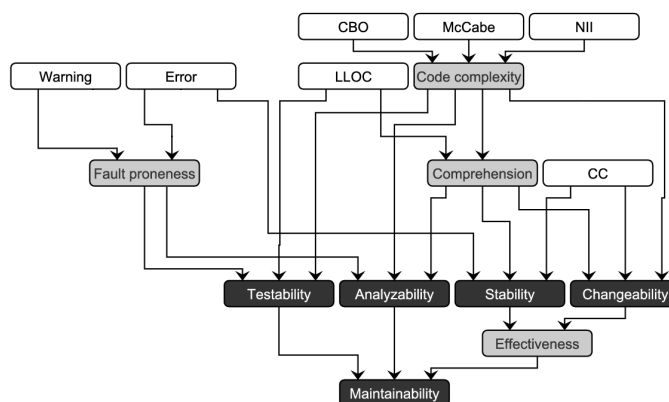 CBO
McCabe
NII
Warning
Error
LLOC
Code complexity
Fault proneness
Comprehension
CC
Testability
Analyzability
Stability
Changeability
Effectiveness
Maintainability